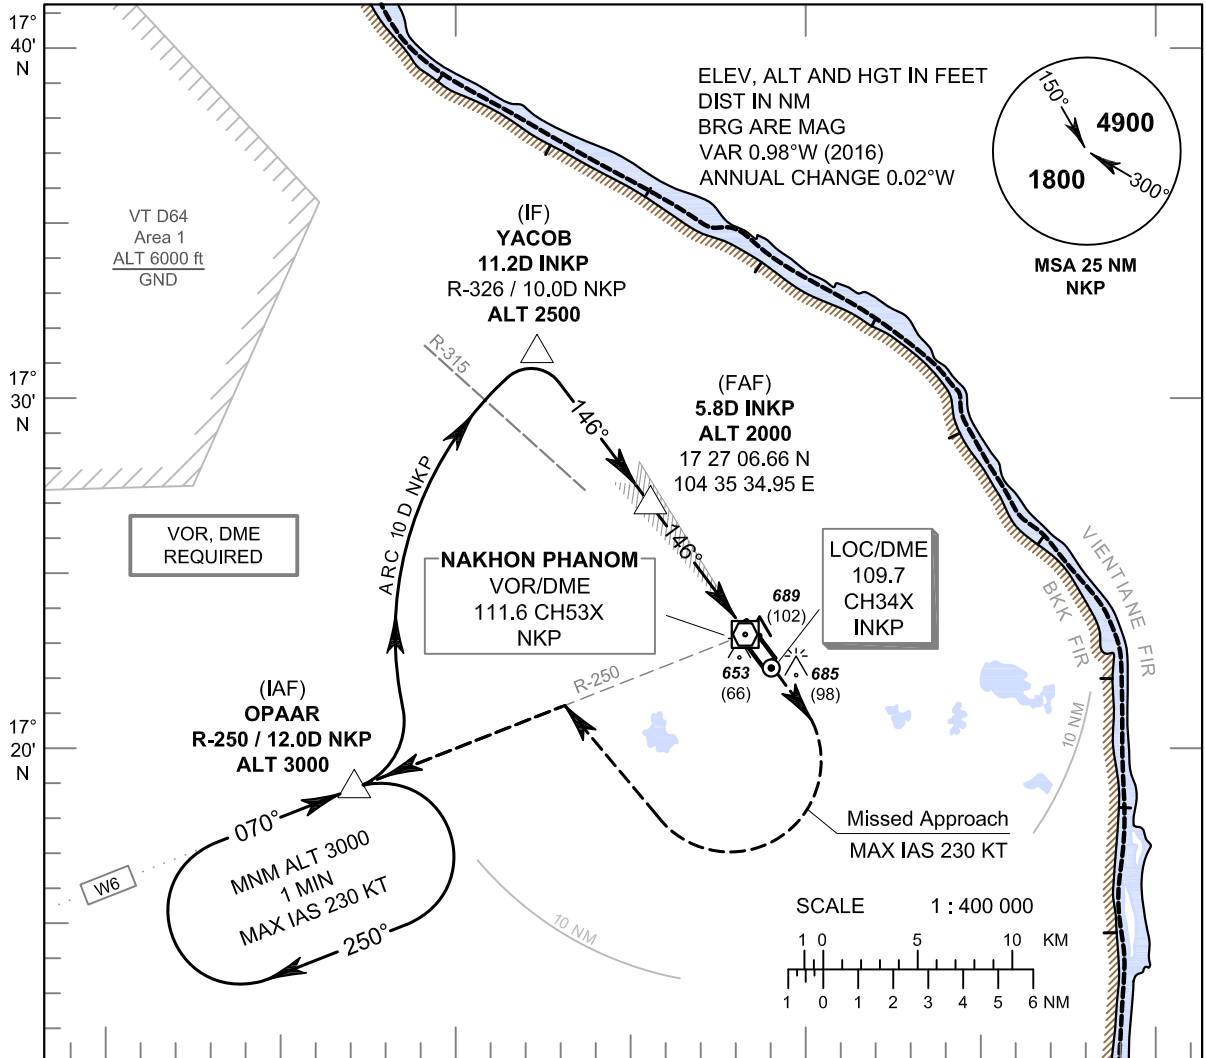 17°
40'
N
ELEV, ALT AND HGT IN FEET
DIST IN NM
BRG ARE MAG
VAR 0.98°W (2016)
ANNUAL CHANGE 0.02°W
150°
4900
1800
300°
MSA 25 NM
NKP
VT D64
Area 1
ALT 6000 ft
GND
(IF)
YACOB
11.2D INKP
R-326 / 10.0D NKP
ALT 2500
R-315
17°
30'
N
146°
(FAF)
5.8D INKP
ALT 2000
17 27 06.66 N
104 35 34.95 E
ARC 10 D NKP
VOR, DME
REQUIRED
146°
NAKHON PHANOM
VOR/DME
111.6 CH53X
NKP
LOC/DME
109.7
CH34X
INKP
VIENTIANE FIR
BKK FIR
689
(102)
653
(66)
685
(98)
R-250
(IAF)
OPAAR
R-250 / 12.0D NKP
ALT 3000
17°
20'
N
10 NM
070°
MNM ALT 3000
1 MIN
MAX IAS 230 KT
250°
W6
Missed Approach
MAX IAS 230 KT
10 NM
SCALE 1 : 400 000
1 0 5 10 KM
1 0 1 2 3 4 5 6 NM